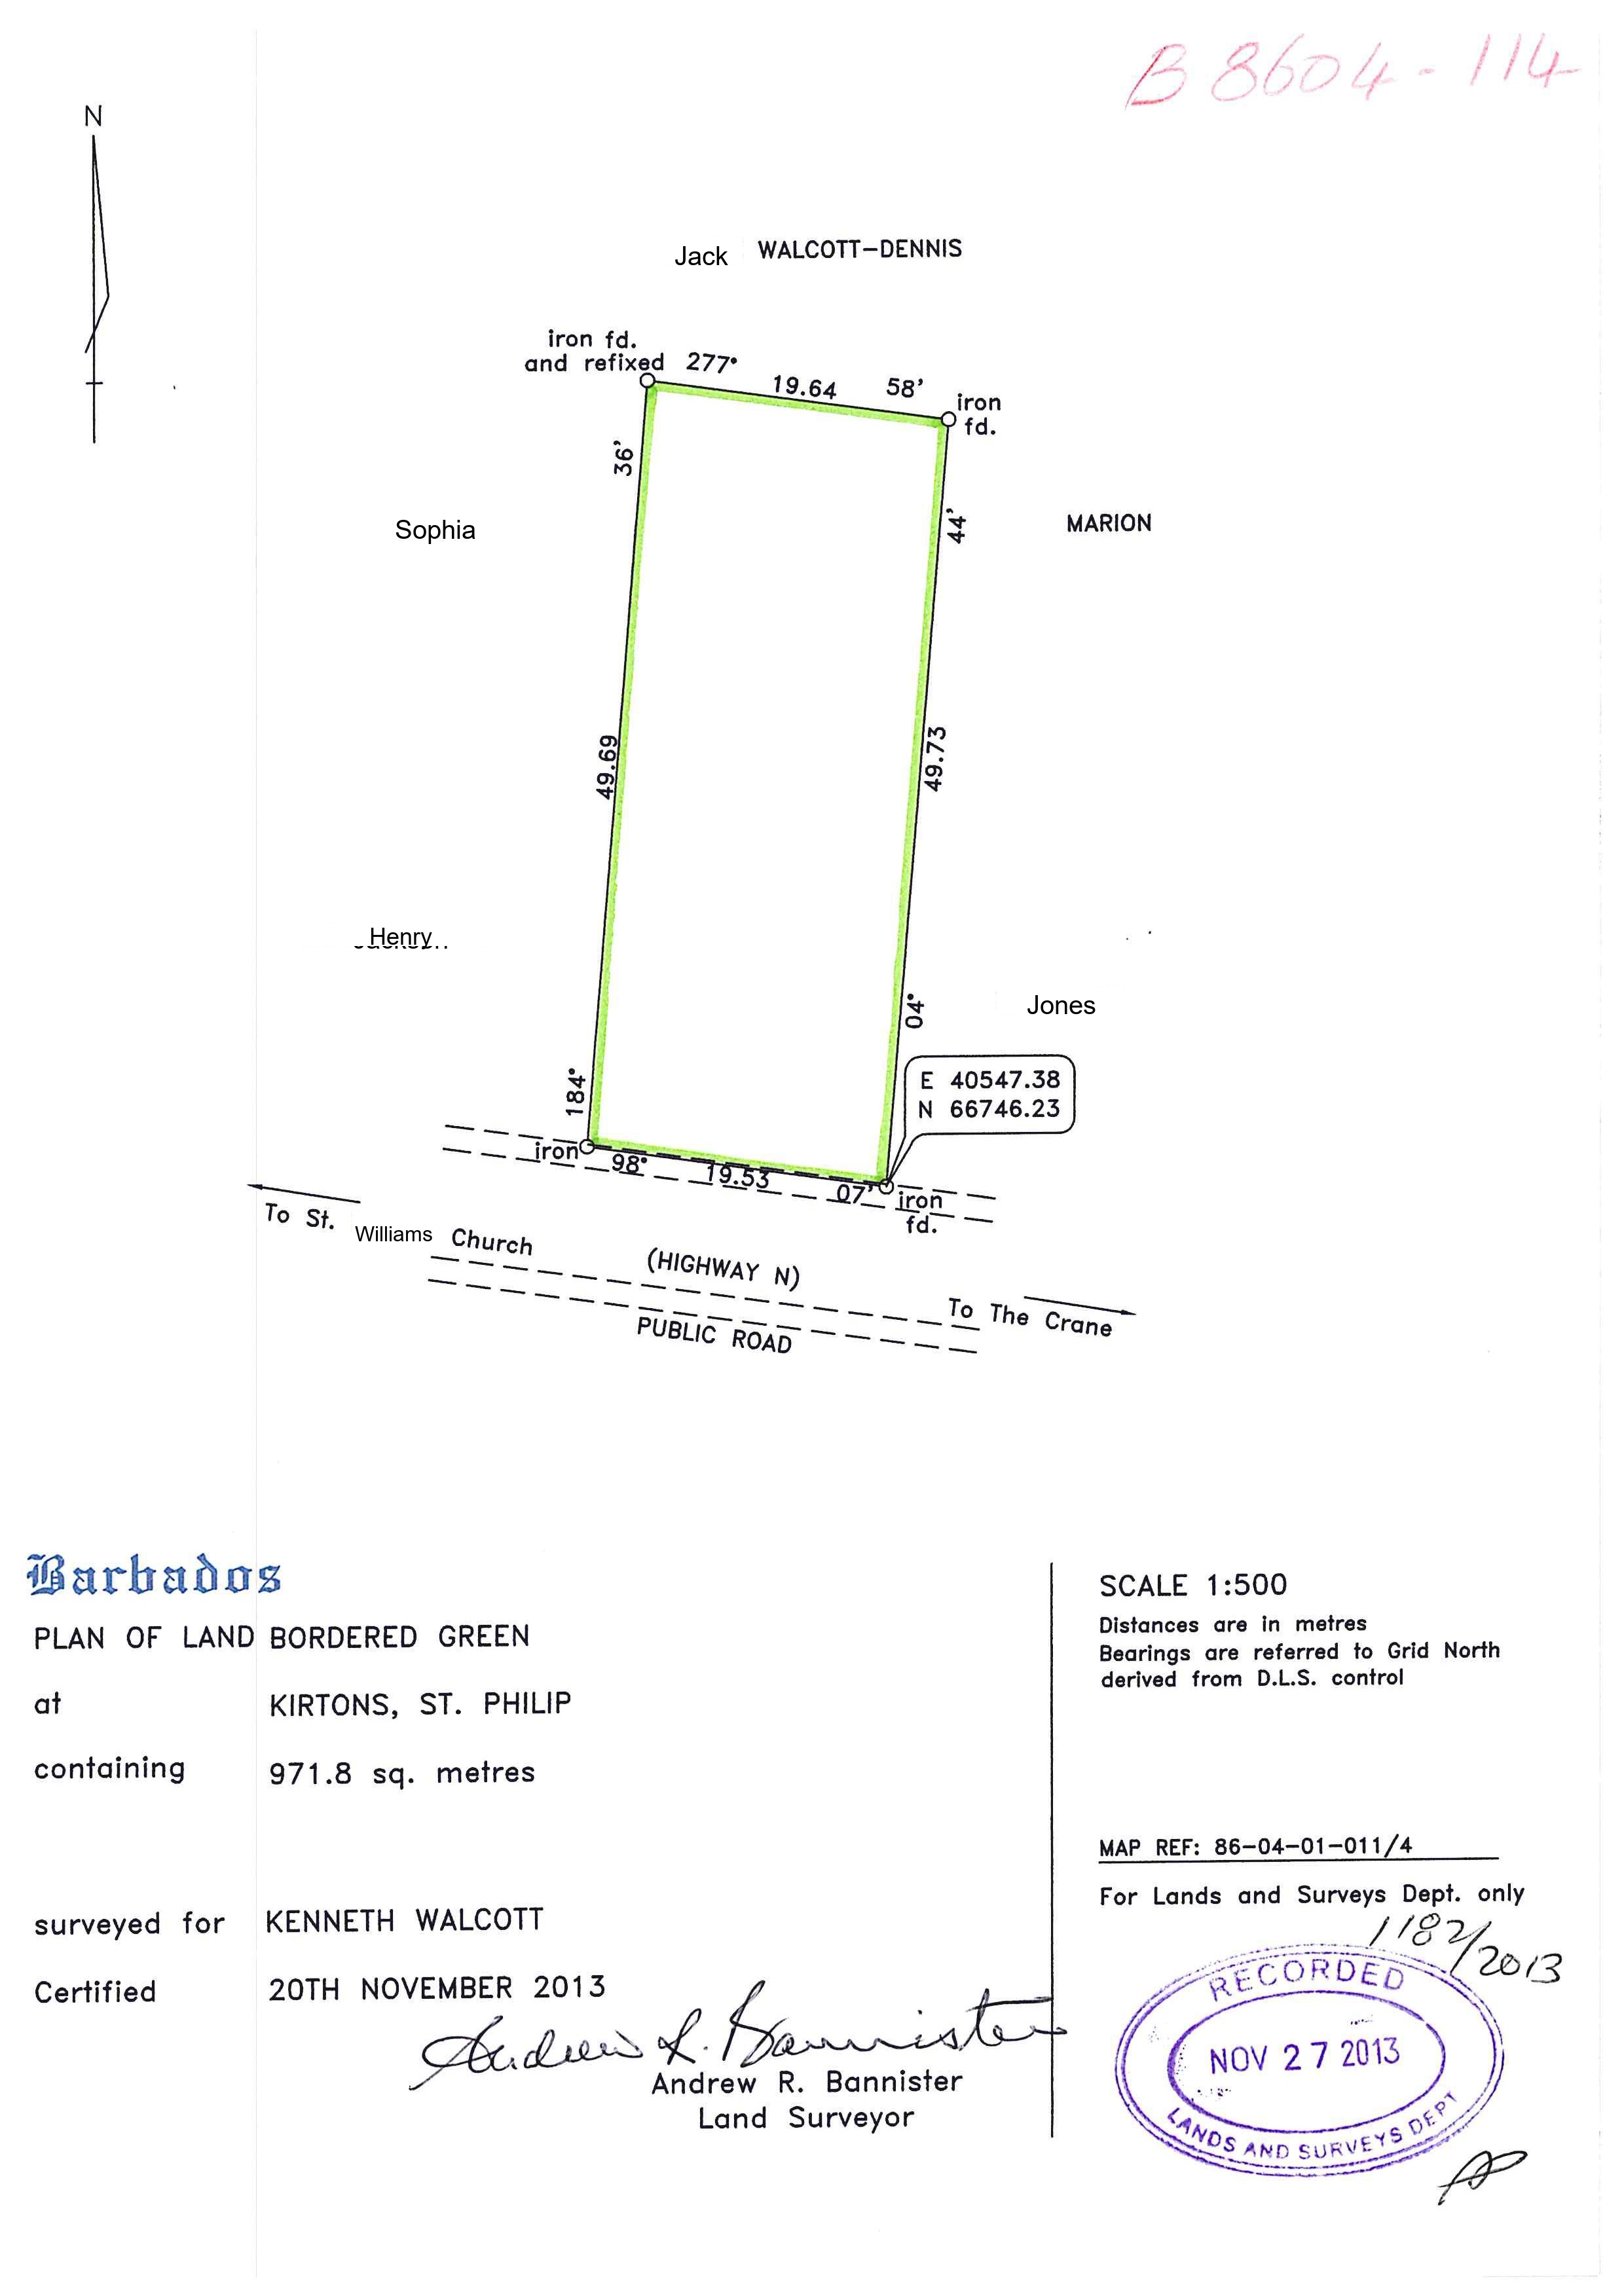 B 8604-114
N
Jack WALCOTT-DENNIS
iron fd.
and refixed
277°
19.64
58'
iron
fd.
36'
44'
Sophia
MARION
49.69
49.73
Henry
04°
Jones
184°
E 40547.38
N 66746.23
iron
98°
19.53
07'
iron
fd.
To St. Williams Church
(HIGHWAY N)
To The Crane
PUBLIC ROAD
Barbados
PLAN OF LAND BORDERED GREEN
at KIRTONS, ST. PHILIP
containing 971.8 sq. metres
surveyed for KENNETH WALCOTT
Certified 20TH NOVEMBER 2013
Andrew R. Bannister
Andrew R. Bannister
Land Surveyor
SCALE 1:500
Distances are in metres
Bearings are referred to Grid North
derived from D.L.S. control
MAP REF: 86-04-01-011/4
For Lands and Surveys Dept. only
1182/2013
RECORDED
NOV 27 2013
LANDS AND SURVEYS DEPT